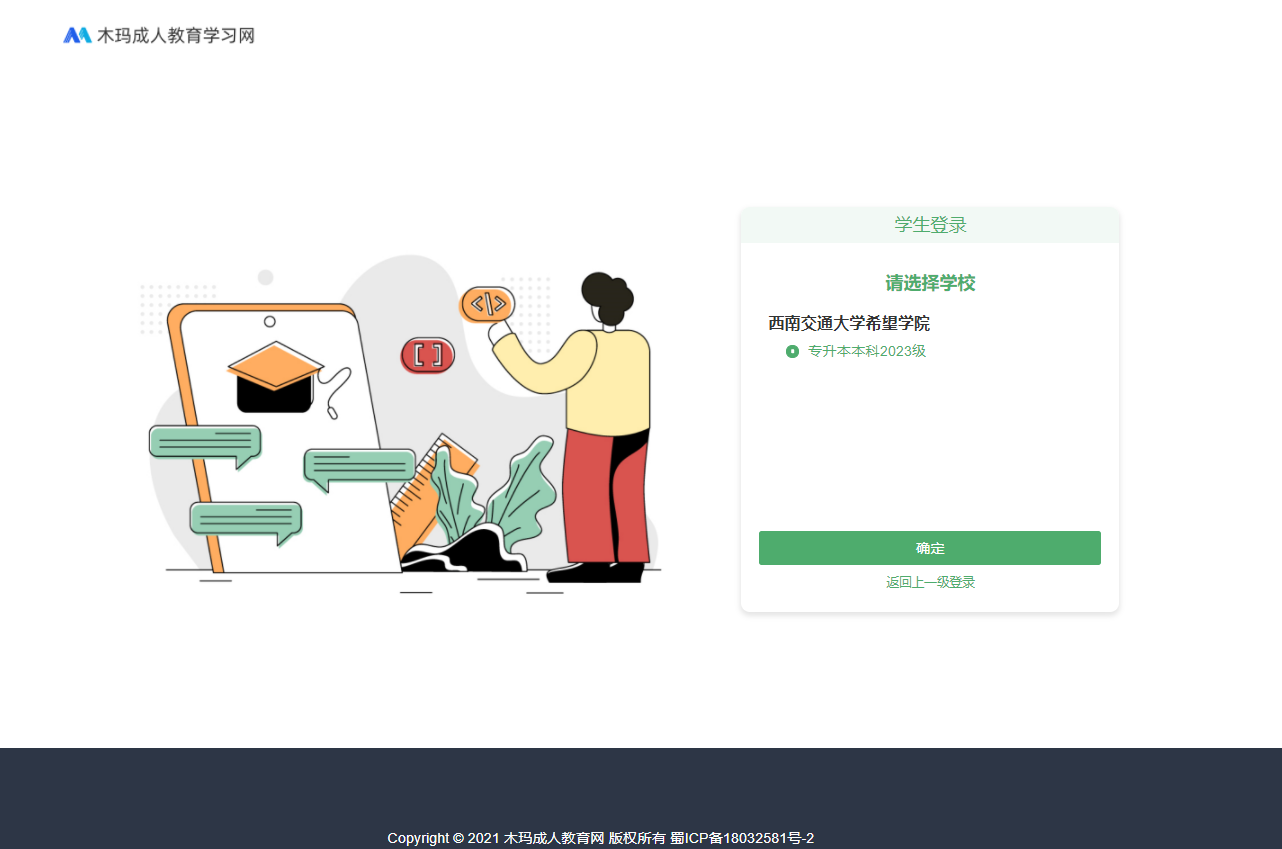 木玛成人教育学习网
学生登录
请选择学校
西南交通大学希望学院
专升本本科2023级
</>
[ ]
确定
返回上一级登录
Copyright © 2021 木玛成人教育网 版权所有 蜀ICP备18032581号-2